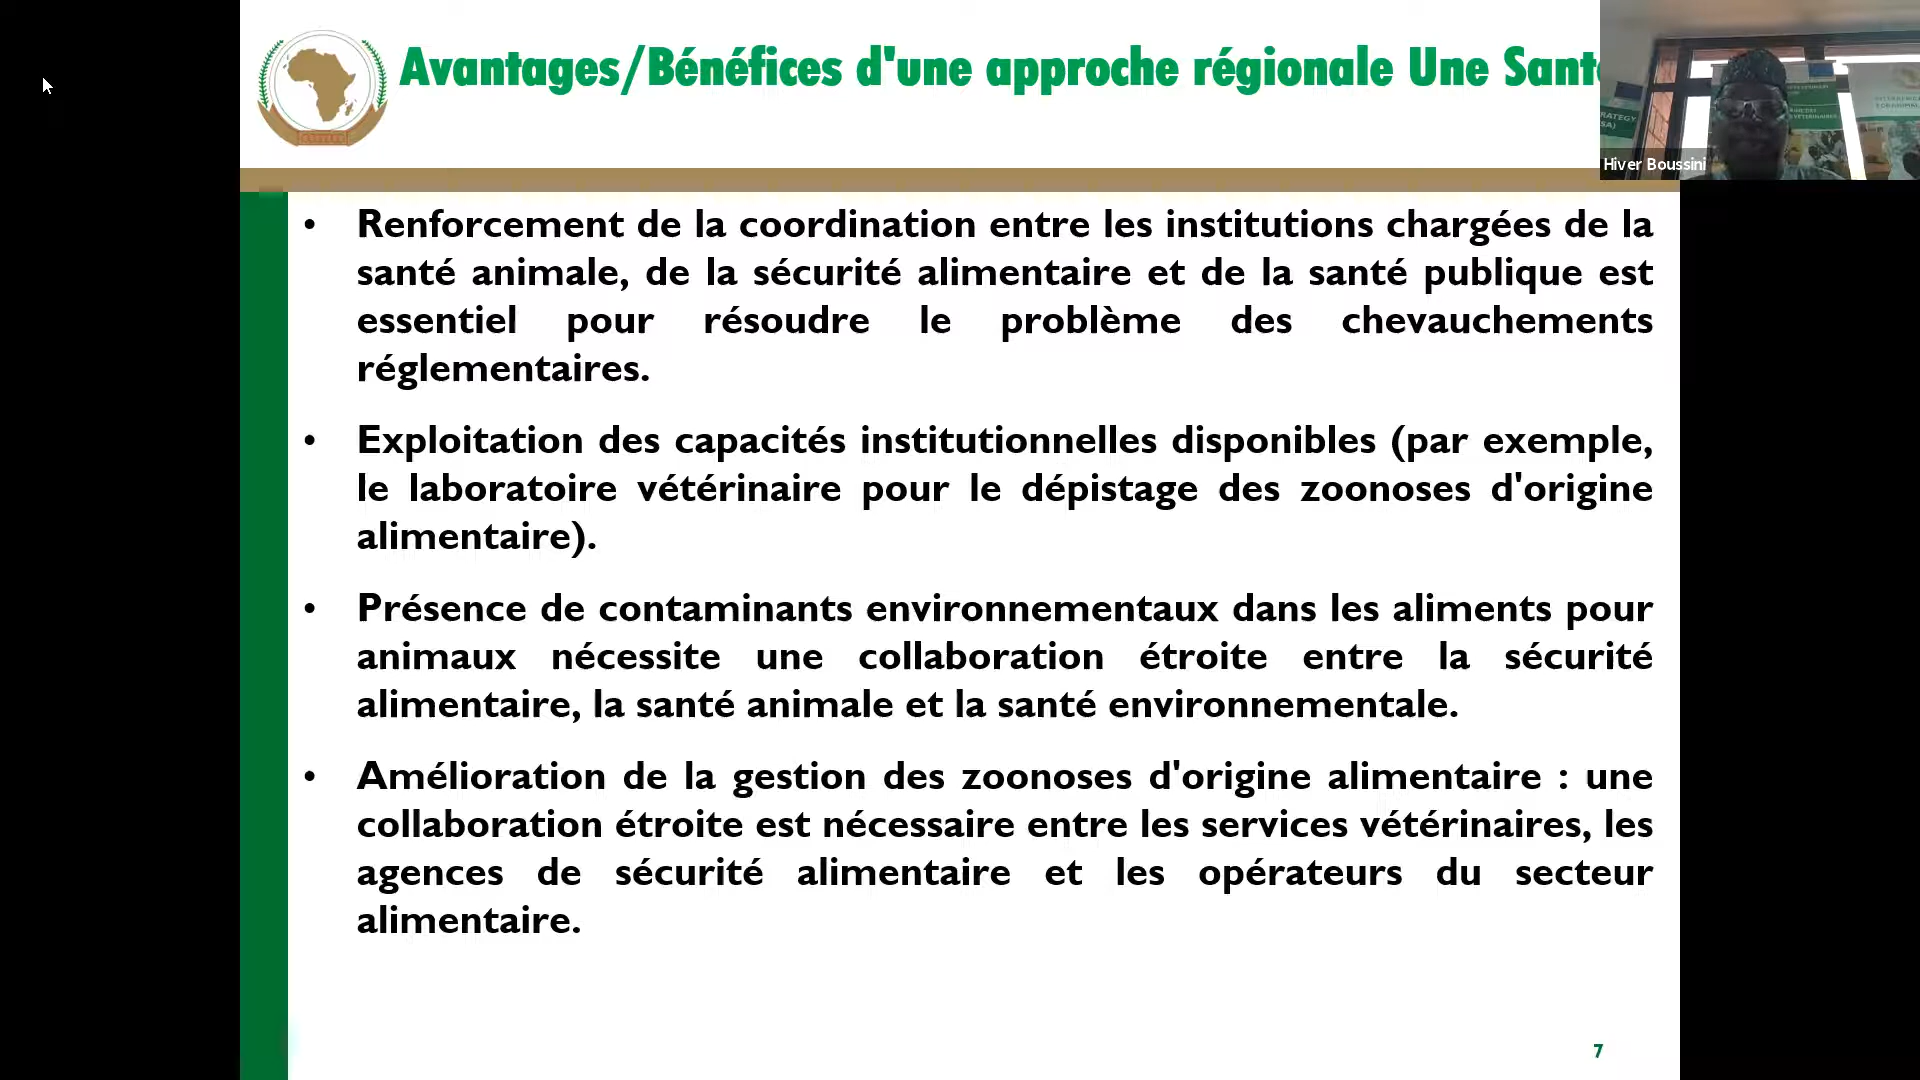 Avantages/Bénéfices d'une approche régionale Une Sant
Hiver Boussini
• Renforcement de la coordination entre les institutions chargées de la
santé animale, de la sécurité alimentaire et de la santé publique est
essentiel pour résoudre le problème des chevauchements
réglementaires.
• Exploitation des capacités institutionnelles disponibles (par exemple,
le laboratoire vétérinaire pour le dépistage des zoonoses d'origine
alimentaire).
• Présence de contaminants environnementaux dans les aliments pour
animaux nécessite une collaboration étroite entre la sécurité
alimentaire, la santé animale et la santé environnementale.
• Amélioration de la gestion des zoonoses d'origine alimentaire : une
collaboration étroite est nécessaire entre les services vétérinaires, les
agences de sécurité alimentaire et les opérateurs du secteur
alimentaire.
7